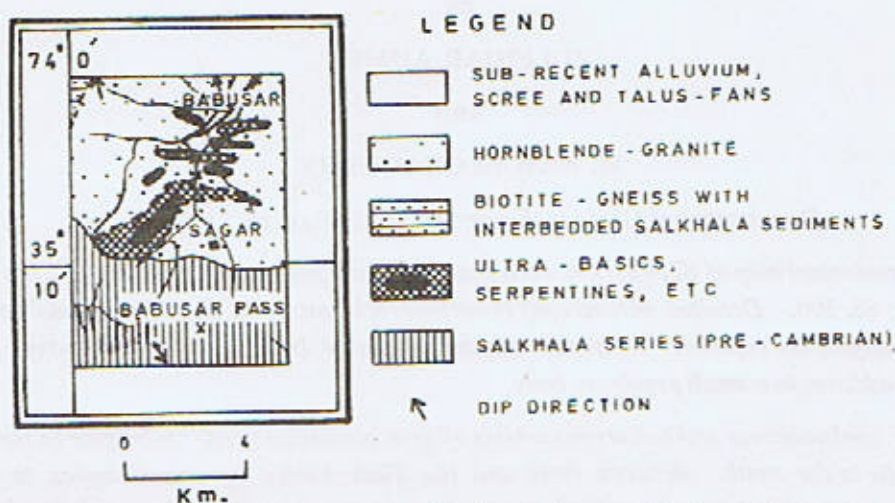 74° 0′
BABUSAR
SAGAR
35°
10′
BABUSAR PASS
X
0 4
Km.
LEGEND
SUB-RECENT ALLUVIUM,
SCREE AND TALUS-FANS
HORNBLENDE-GRANITE
BIOTITE-GNEISS WITH
INTERBEDDED SALKHALA SEDIMENTS
ULTRA-BASICS,
SERPENTINES, ETC
SALKHALA SERIES (PRE-CAMBRIAN)
DIP DIRECTION